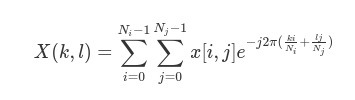 X(k, l) = \sum_{i=0}^{N_i-1} \sum_{j=0}^{N_j-1} x[i, j] e^{-j2\pi(\frac{ki}{N_i}+\frac{lj}{N_j})}